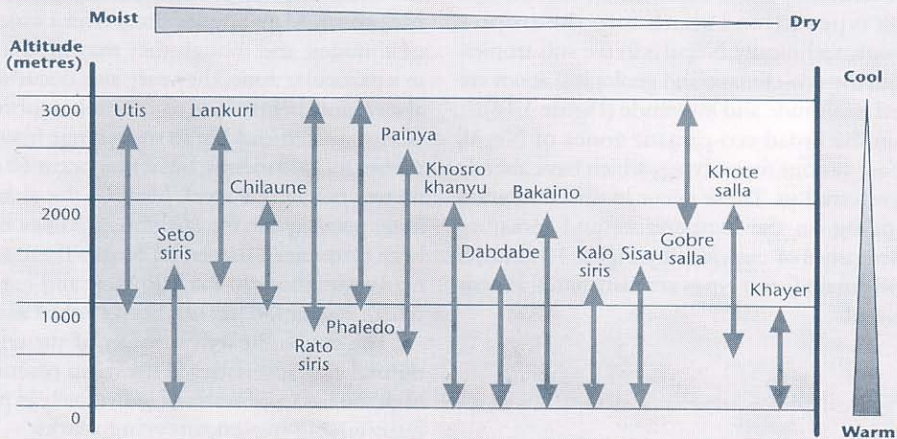 Moist
Dry
Altitude
(metres)
Cool
3000
Utis
Lankuri
Painya
Chilaune
Khosro
khanyu
Bakaino
Khote
salla
2000
Seto
siris
Dabdabe
Kalo
siris
Sisau
Gobre
salla
Khayer
1000
Phaledo
Rato
siris
0
Warm